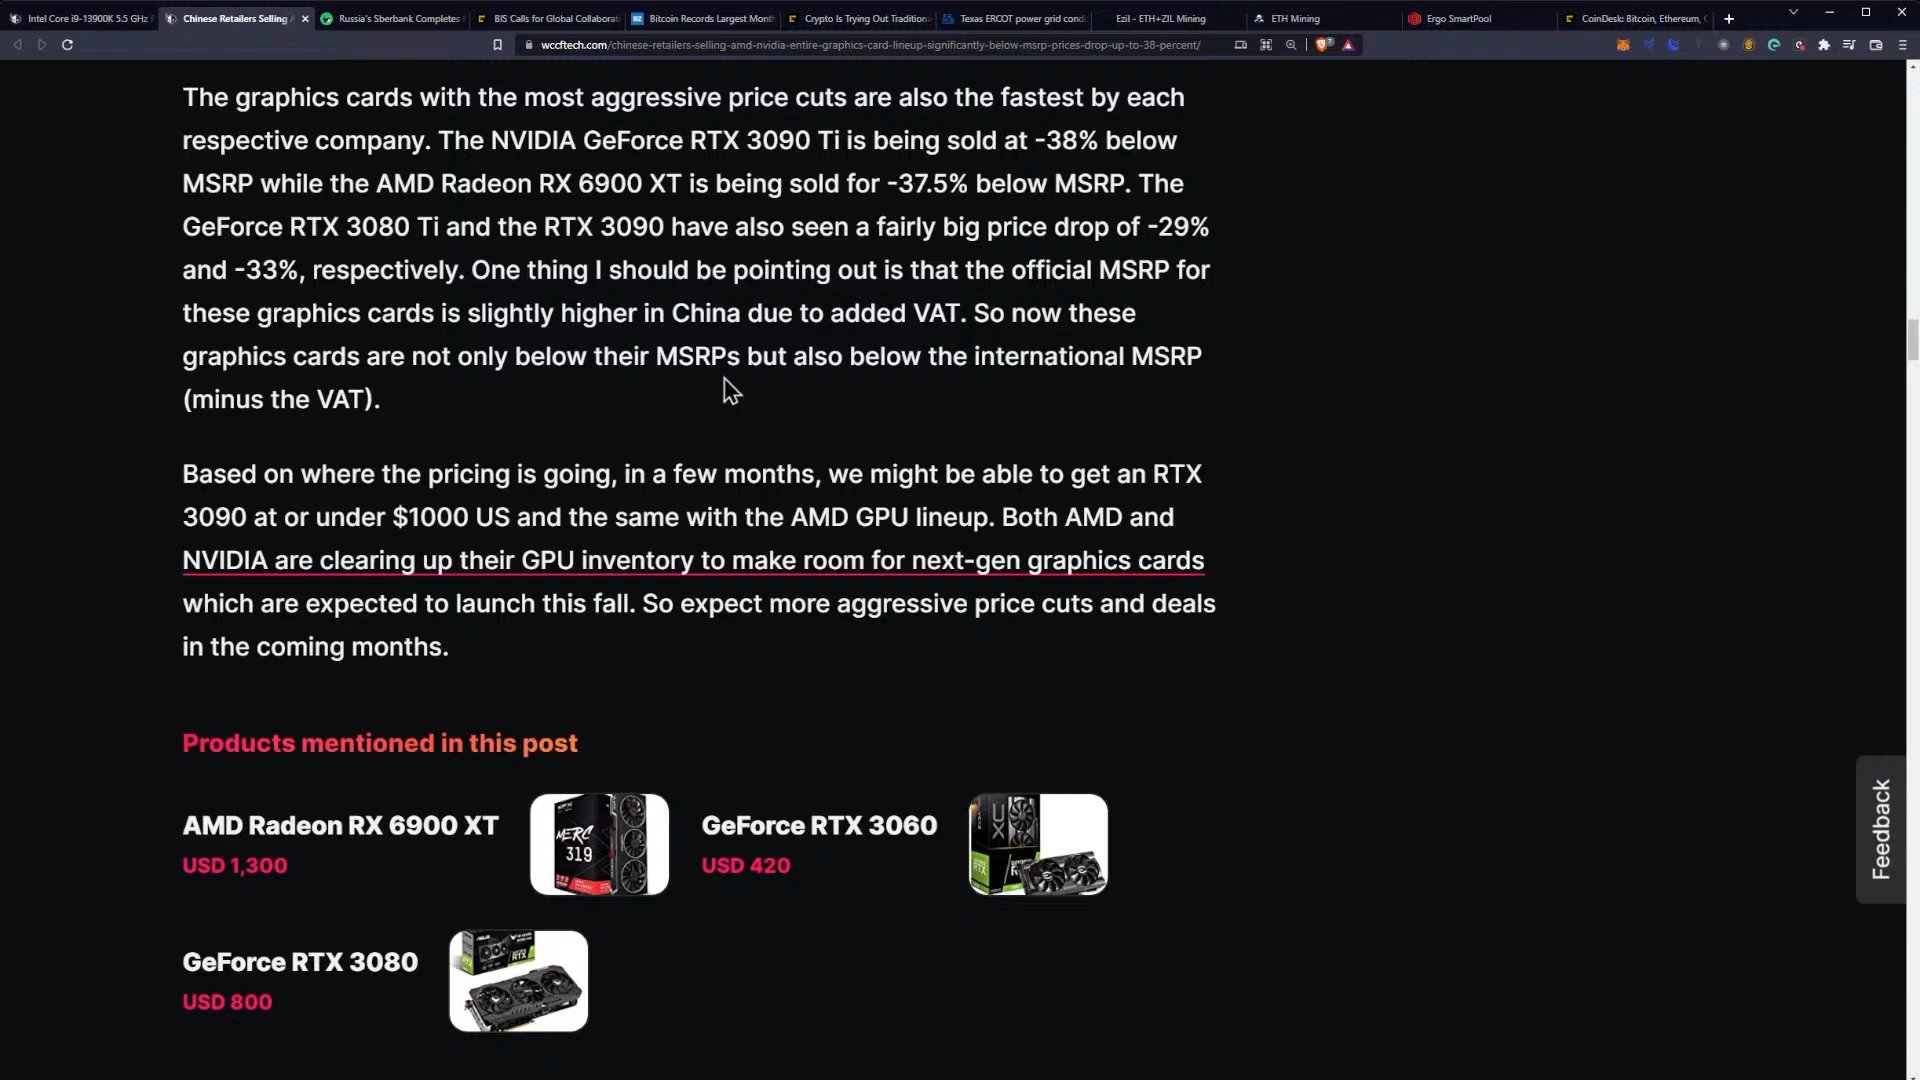 Intel Core i9-13900K 5.5 GHz
Chinese Retailers Selling
Russia's Sberbank Completes
BIS Calls for Global Collaborat
Bitcoin Records Largest Month
Crypto Is Trying Out Traditiona
Texas ERCOT power grid cond
Ezil - ETH+ZIL Mining
ETH Mining
Ergo SmartPool
CoinDesk: Bitcoin, Ethereum,
wccftech.com/chinese-retailers-selling-amd-nvidia-entire-graphics-card-lineup-significantly-below-msrp-prices-drop-up-to-38-percent/
The graphics cards with the most aggressive price cuts are also the fastest by each
respective company. The NVIDIA GeForce RTX 3090 Ti is being sold at -38% below
MSRP while the AMD Radeon RX 6900 XT is being sold for -37.5% below MSRP. The
GeForce RTX 3080 Ti and the RTX 3090 have also seen a fairly big price drop of -29%
and -33%, respectively. One thing I should be pointing out is that the official MSRP for
these graphics cards is slightly higher in China due to added VAT. So now these
graphics cards are not only below their MSRPs but also below the international MSRP
(minus the VAT).
Based on where the pricing is going, in a few months, we might be able to get an RTX
3090 at or under $1000 US and the same with the AMD GPU lineup. Both AMD and
NVIDIA are clearing up their GPU inventory to make room for next-gen graphics cards
which are expected to launch this fall. So expect more aggressive price cuts and deals
in the coming months.
Products mentioned in this post
AMD Radeon RX 6900 XT
USD 1,300
MERC
319
GeForce RTX 3060
USD 420
XC
GeForce RTX 3080
USD 800
Feedback